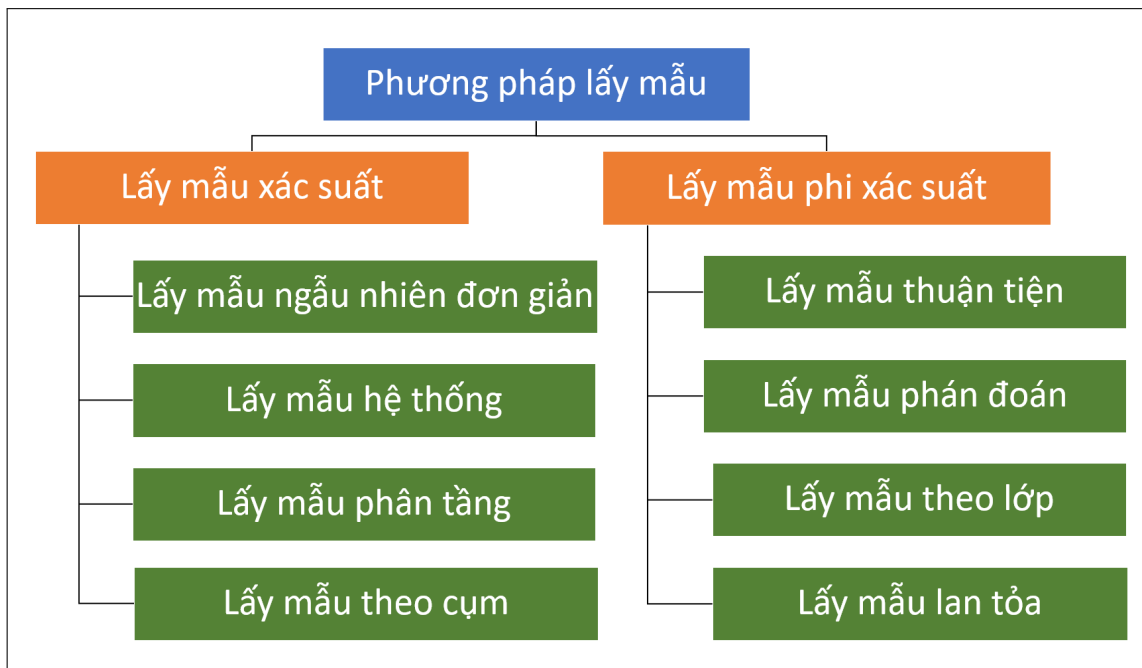 Phương pháp lấy mẫu
Lấy mẫu xác suất
Lấy mẫu ngẫu nhiên đơn giản
Lấy mẫu hệ thống
Lấy mẫu phân tầng
Lấy mẫu theo cụm
Lấy mẫu phi xác suất
Lấy mẫu thuận tiện
Lấy mẫu phán đoán
Lấy mẫu theo lớp
Lấy mẫu lan tỏa